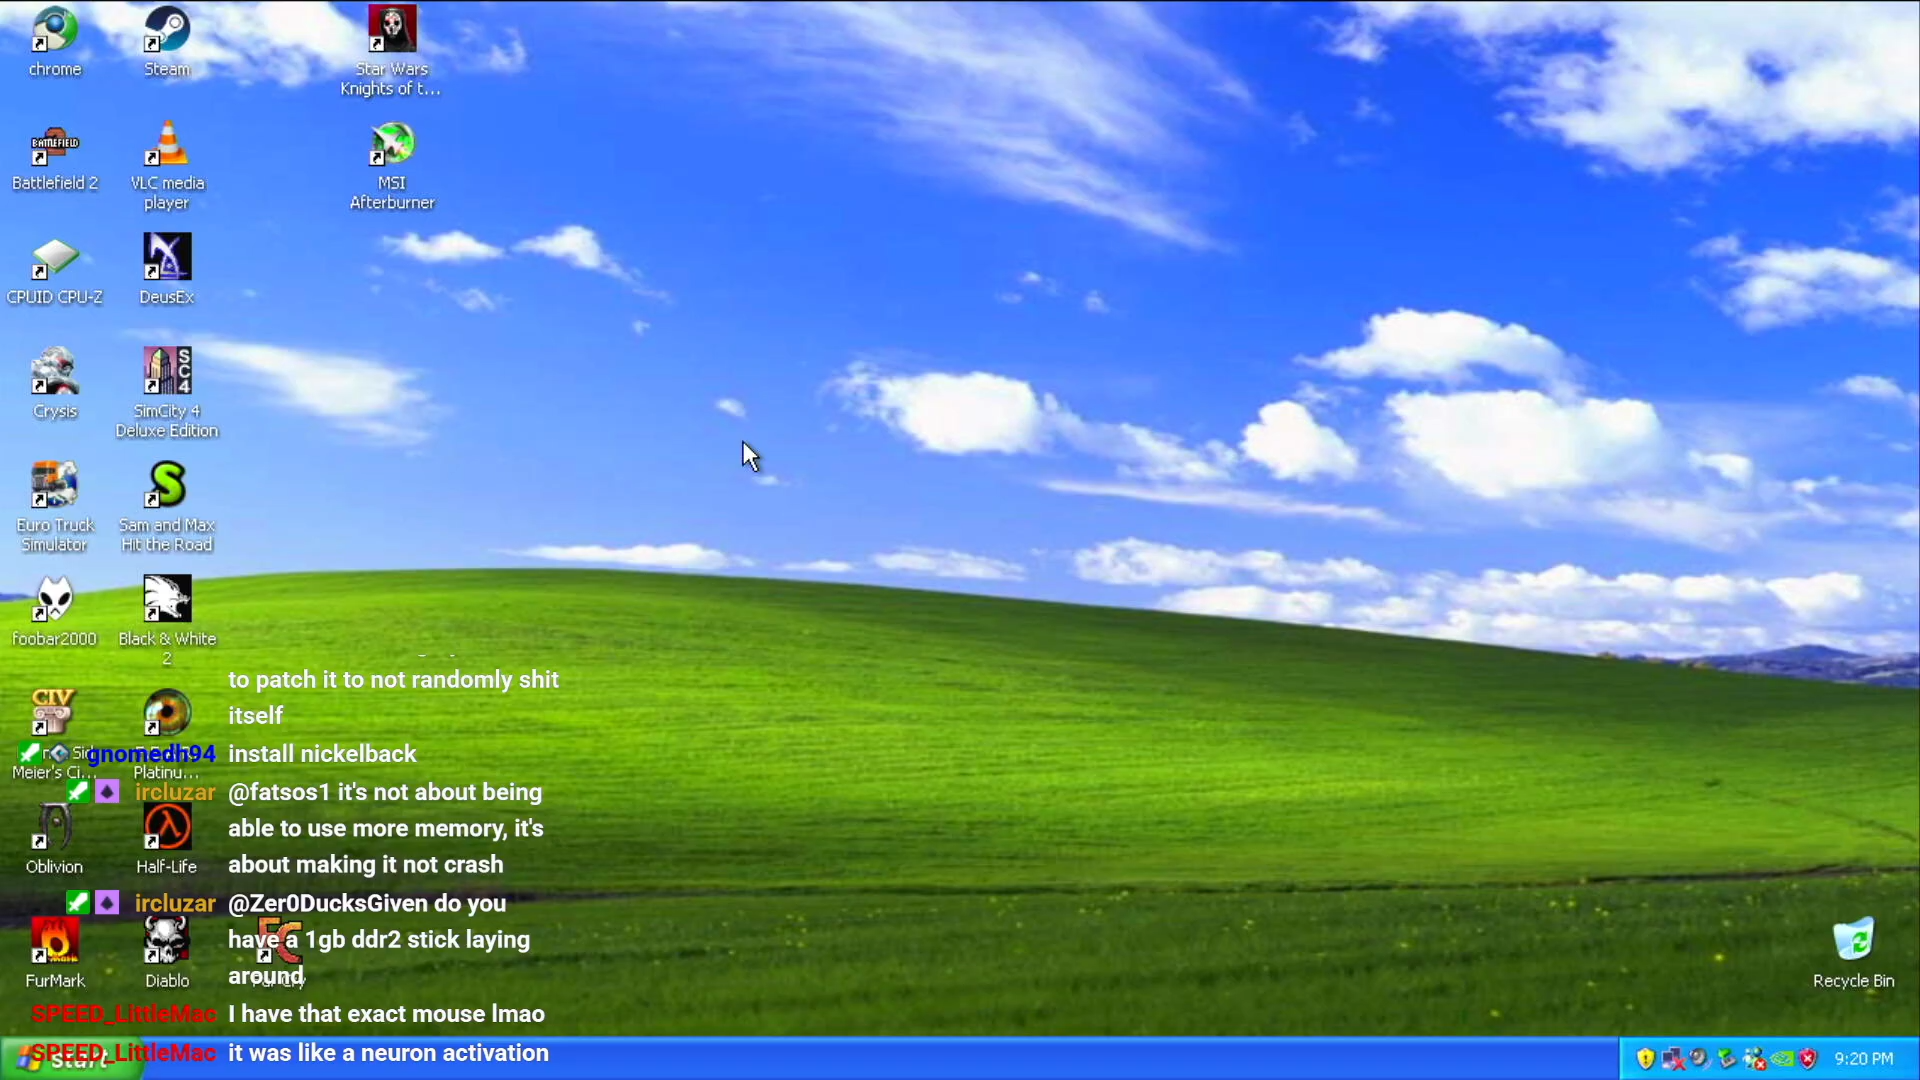 chrome
Steam
Star Wars
Knights of t...
BATTLEFIELD
Battlefield 2
VLC media
player
MSI
Afterburner
CPUID CPU-Z
DeusEx
SC4
Crysis
SimCity 4
Deluxe Edition
Euro Truck
Simulator
Sam and Max
Hit the Road
foobar2000
Black & White
2
to patch it to not randomly shit
itself
CIV
gnomedh94 install nickelback
Meier's Ci...
Platinu...
ircluzar @fatsos1 it's not about being
able to use more memory, it's
about making it not crash
Oblivion
Half-Life
ircluzar @Zer0DucksGiven do you
have a 1gb ddr2 stick laying
around
FurMark
Diablo
Far Cry
Recycle Bin
SPEED_LittleMac I have that exact mouse lmao
SPEED_LittleMac it was like a neuron activation
start
9:20 PM